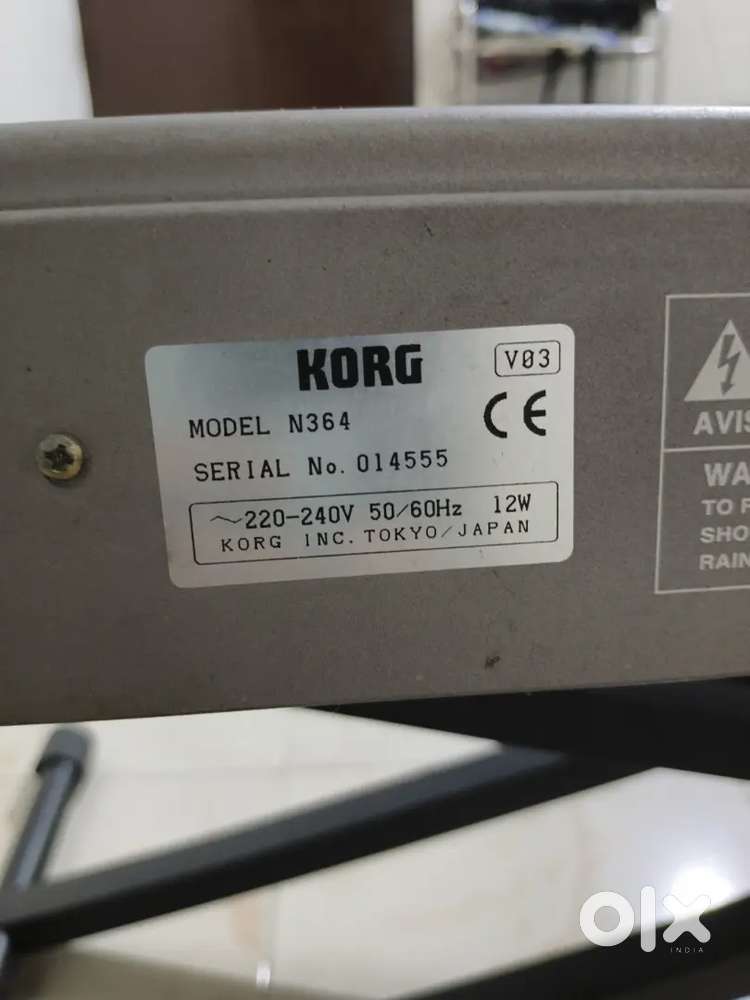 KORG
V03
MODEL N364
CE
SERIAL No. 014555
~220-240V 50/60Hz 12W
KORG INC. TOKYO/JAPAN
AVIS
WA
TO
SHO
RAIN
olx
INDIA